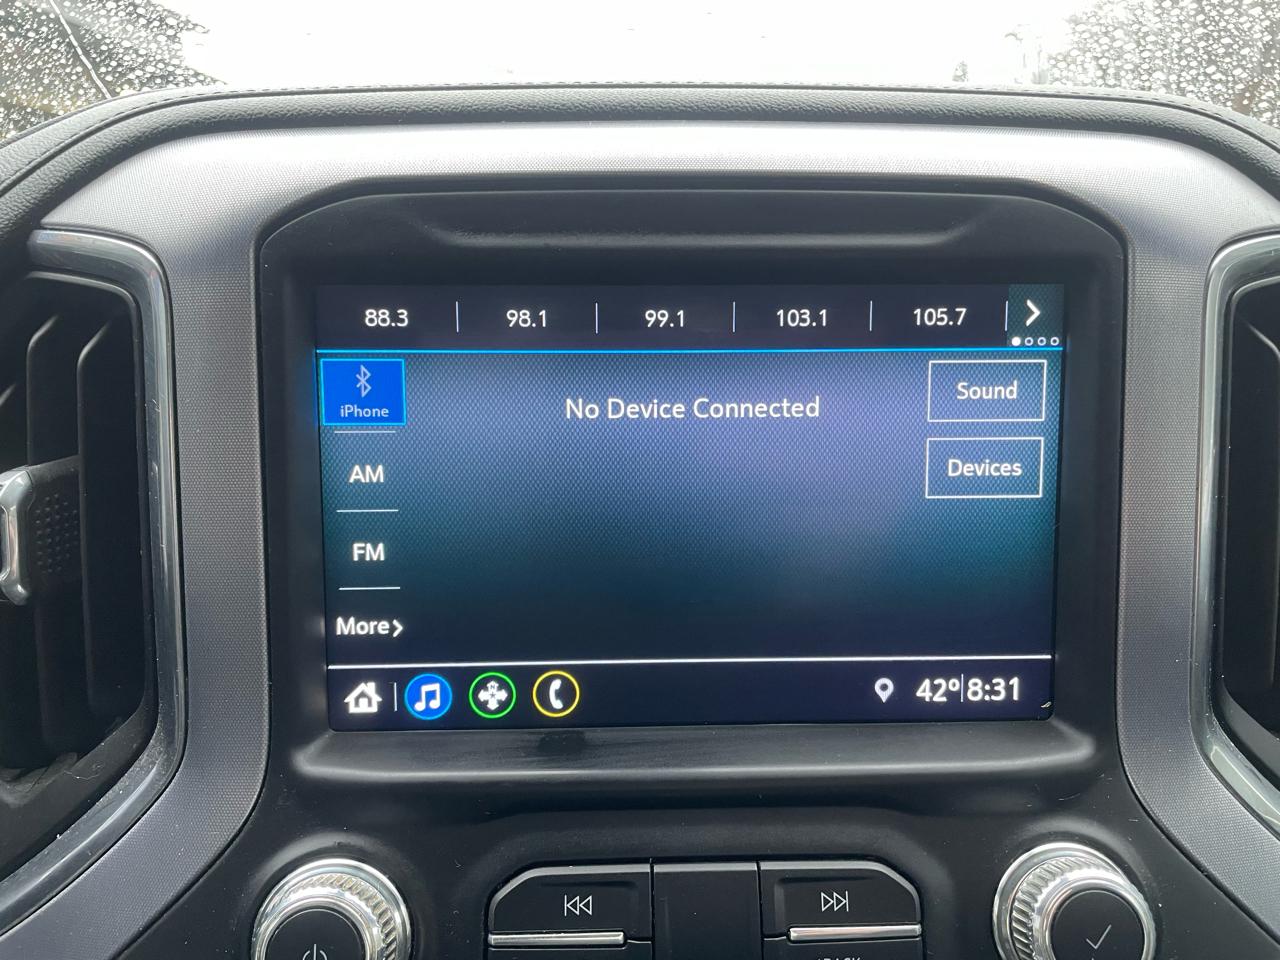 88.3 98.1 99.1 103.1 105.7
iPhone
No Device Connected
Sound
AM
Devices
FM
More
42° 8:31